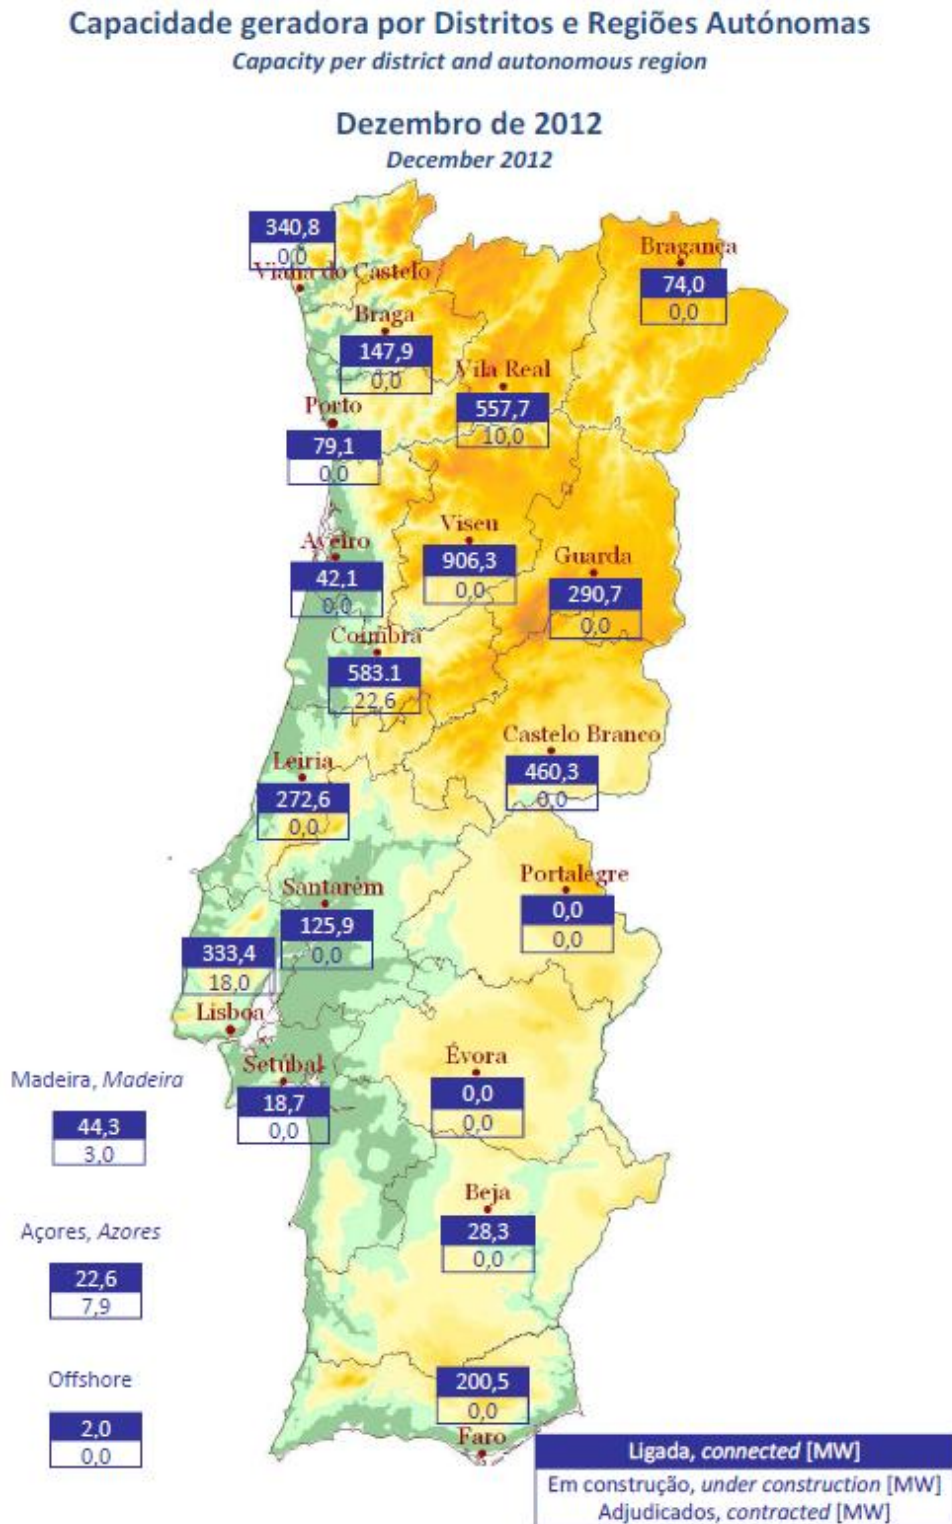 Capacidade geradora por Distritos e Regiões Autónomas
Capacity per district and autonomous region
Dezembro de 2012
December 2012
340,8
0,0
Viana do Castelo
Bragança
74,0
0,0
Braga
147,9
0,0
Vila Real
557,7
10,0
Porto
79,1
0,0
Viseu
906,3
0,0
Aveiro
42,1
0,0
Guarda
290,7
0,0
Coimbra
583.1
22,6
Castelo Branco
460,3
0,0
Leiria
272,6
0,0
Portalegre
0,0
0,0
Santarém
125,9
0,0
333,4
18,0
Lisboa
Setúbal
18,7
0,0
Évora
0,0
0,0
Madeira, Madeira
44,3
3,0
Beja
28,3
0,0
Açores, Azores
22,6
7,9
Offshore
2,0
0,0
200,5
0,0
Faro
Ligada, connected [MW]
Em construção, under construction [MW]
Adjudicados, contracted [MW]